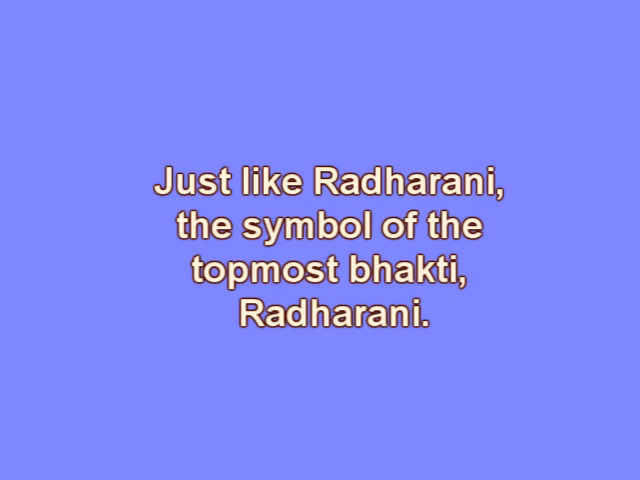 Just like Radharani,
the symbol of the
topmost bhakti,
Radharani.